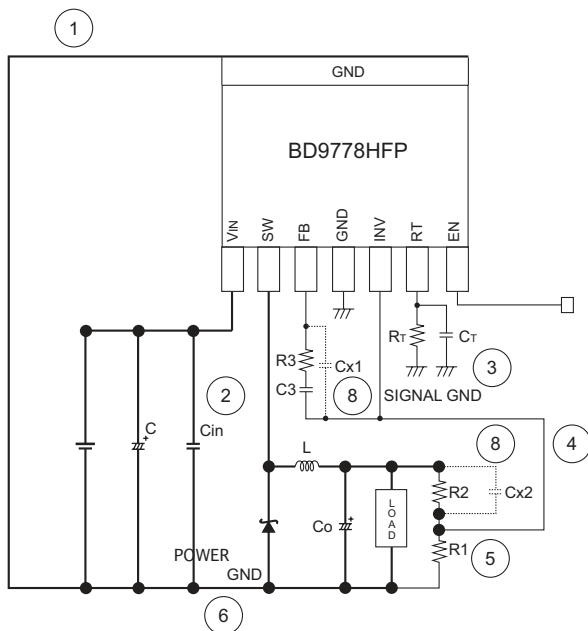 1
GND
BD9778HFP
VIN
SW
FB
GND
INV
RT
EN
R3
C3
Cx1
8
RT
CT
3
SIGNAL GND
2
C
+
Cin
8
4
L
R2
Cx2
Co
+
LOAD
R1
5
POWER
GND
6